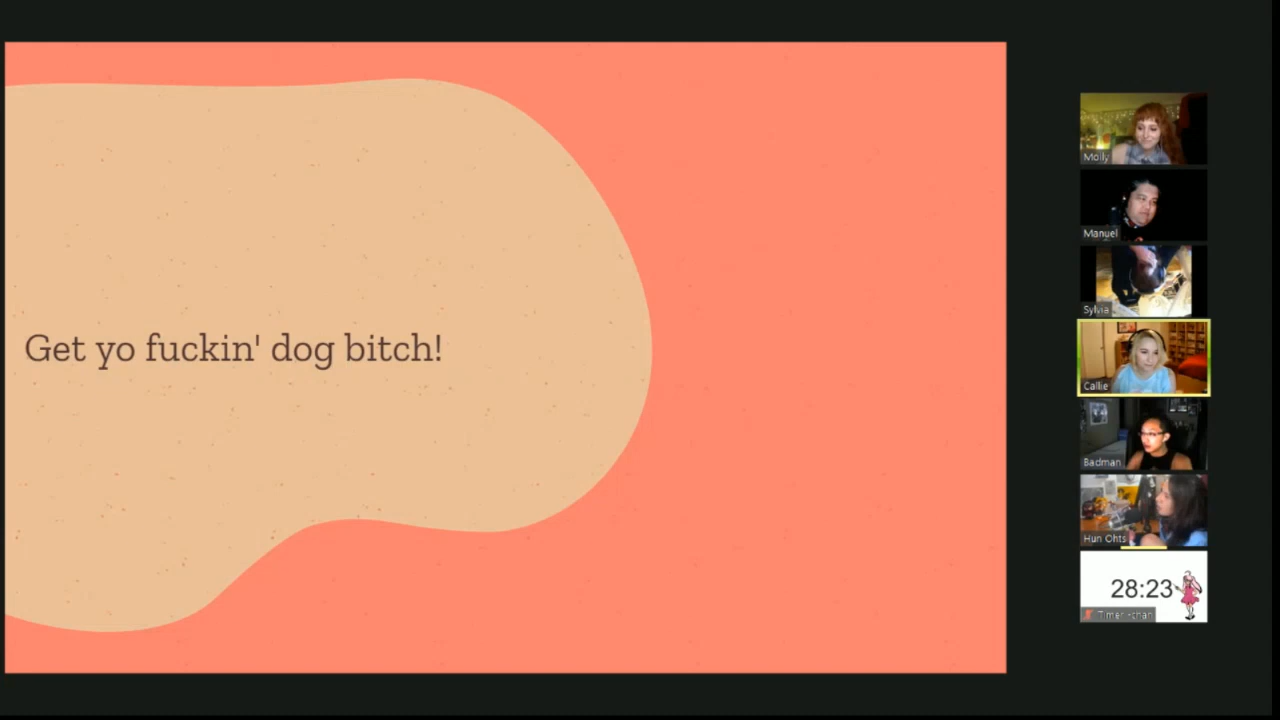 Get yo fuckin' dog bitch!
Molly
Manuel
Sylvia
Callie
Badman
Hun Ohts
28:23
Timer -chan